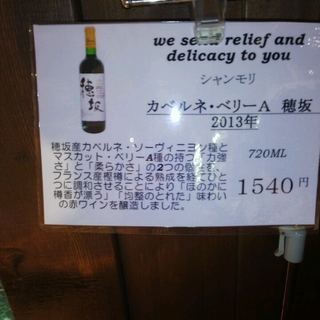 we send relief and
delicacy to you
シャンモリ
カベルネ・ベリーA 穂坂
2013年
穂坂
穂坂産カベルネ・ソーヴィニヨン種と
マスカット・ベリーA種の持つ「力強
さ」と「柔らかさ」の2つの個性を、
フランス産樫樽による熟成を経てひと
つに調和させることにより「ほのかに
樽香が漂う」「均整のとれた」味わい
の赤ワインを醸造しました。
720ML
1540円